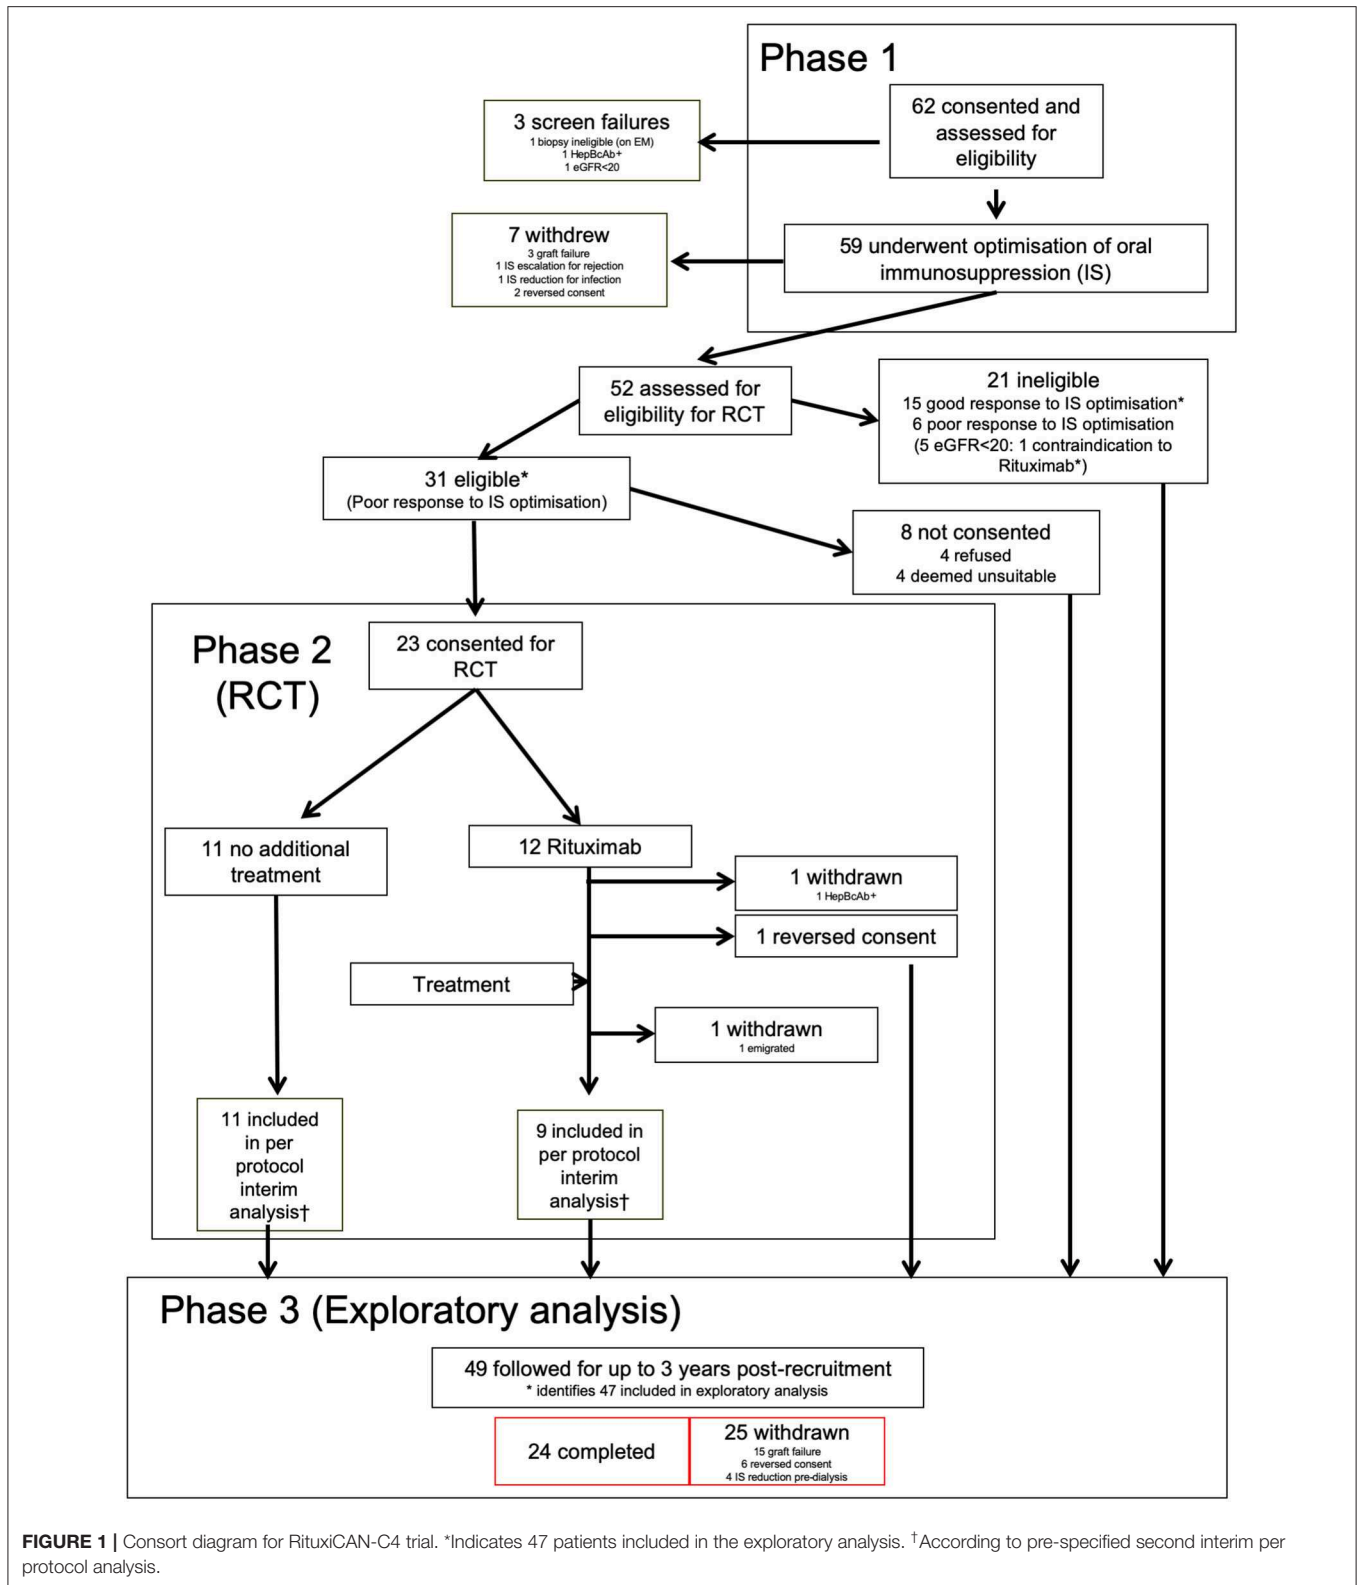 Phase 1
62 consented and
assessed for
eligibility
3 screen failures
1 biopsy ineligible (on EM)
1 HepBcAb+
1 eGFR<20
59 underwent optimisation of oral
immunosuppression (IS)
7 withdrew
3 graft failure
1 IS escalation for rejection
1 IS reduction for infection
2 reversed consent
52 assessed for
eligibility for RCT
21 ineligible
15 good response to IS optimisation*
6 poor response to IS optimisation
(5 eGFR<20: 1 contraindication to
Rituximab*)
31 eligible*
(Poor response to IS optimisation)
8 not consented
4 refused
4 deemed unsuitable
Phase 2
(RCT)
23 consented for
RCT
11 no additional
treatment
12 Rituximab
1 withdrawn
1 HepBcAb+
1 reversed consent
Treatment
1 withdrawn
1 emigrated
11 included
in per
protocol
interim
analysis†
9 included in
per protocol
interim
analysis†
Phase 3 (Exploratory analysis)
49 followed for up to 3 years post-recruitment
* identifies 47 included in exploratory analysis
24 completed
25 withdrawn
15 graft failure
6 reversed consent
4 IS reduction pre-dialysis
FIGURE 1 | Consort diagram for RituxiCAN-C4 trial. *Indicates 47 patients included in the exploratory analysis. †According to pre-specified second interim per
protocol analysis.